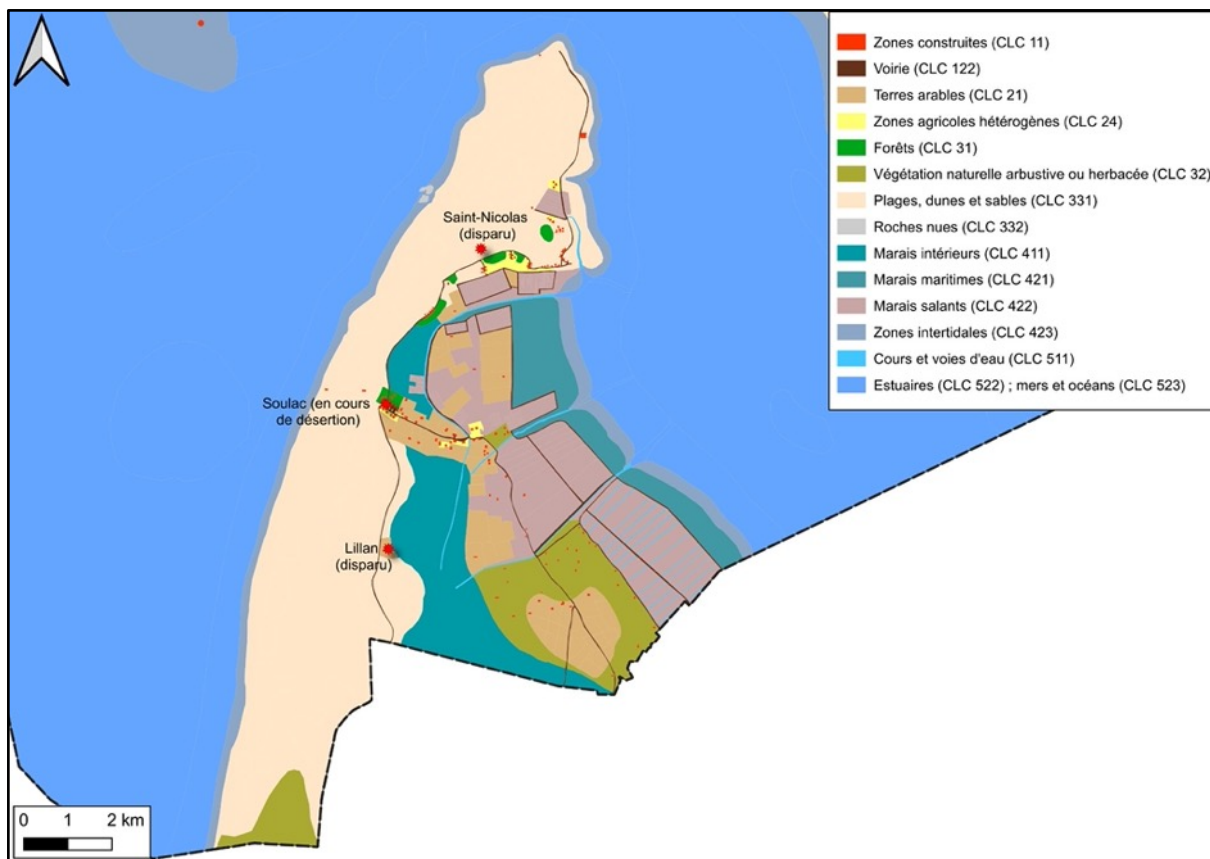 Zones construites (CLC 11)
Voirie (CLC 122)
Terres arables (CLC 21)
Zones agricoles hétérogènes (CLC 24)
Forêts (CLC 31)
Végétation naturelle arbustive ou herbacée (CLC 32)
Plages, dunes et sables (CLC 331)
Roches nues (CLC 332)
Marais intérieurs (CLC 411)
Marais maritimes (CLC 421)
Marais salants (CLC 422)
Zones intertidales (CLC 423)
Cours et voies d'eau (CLC 511)
Estuaires (CLC 522) ; mers et océans (CLC 523)
Saint-Nicolas
(disparu)
Soulac (en cours
de désertion)
Lillan
(disparu)
0 1 2 km